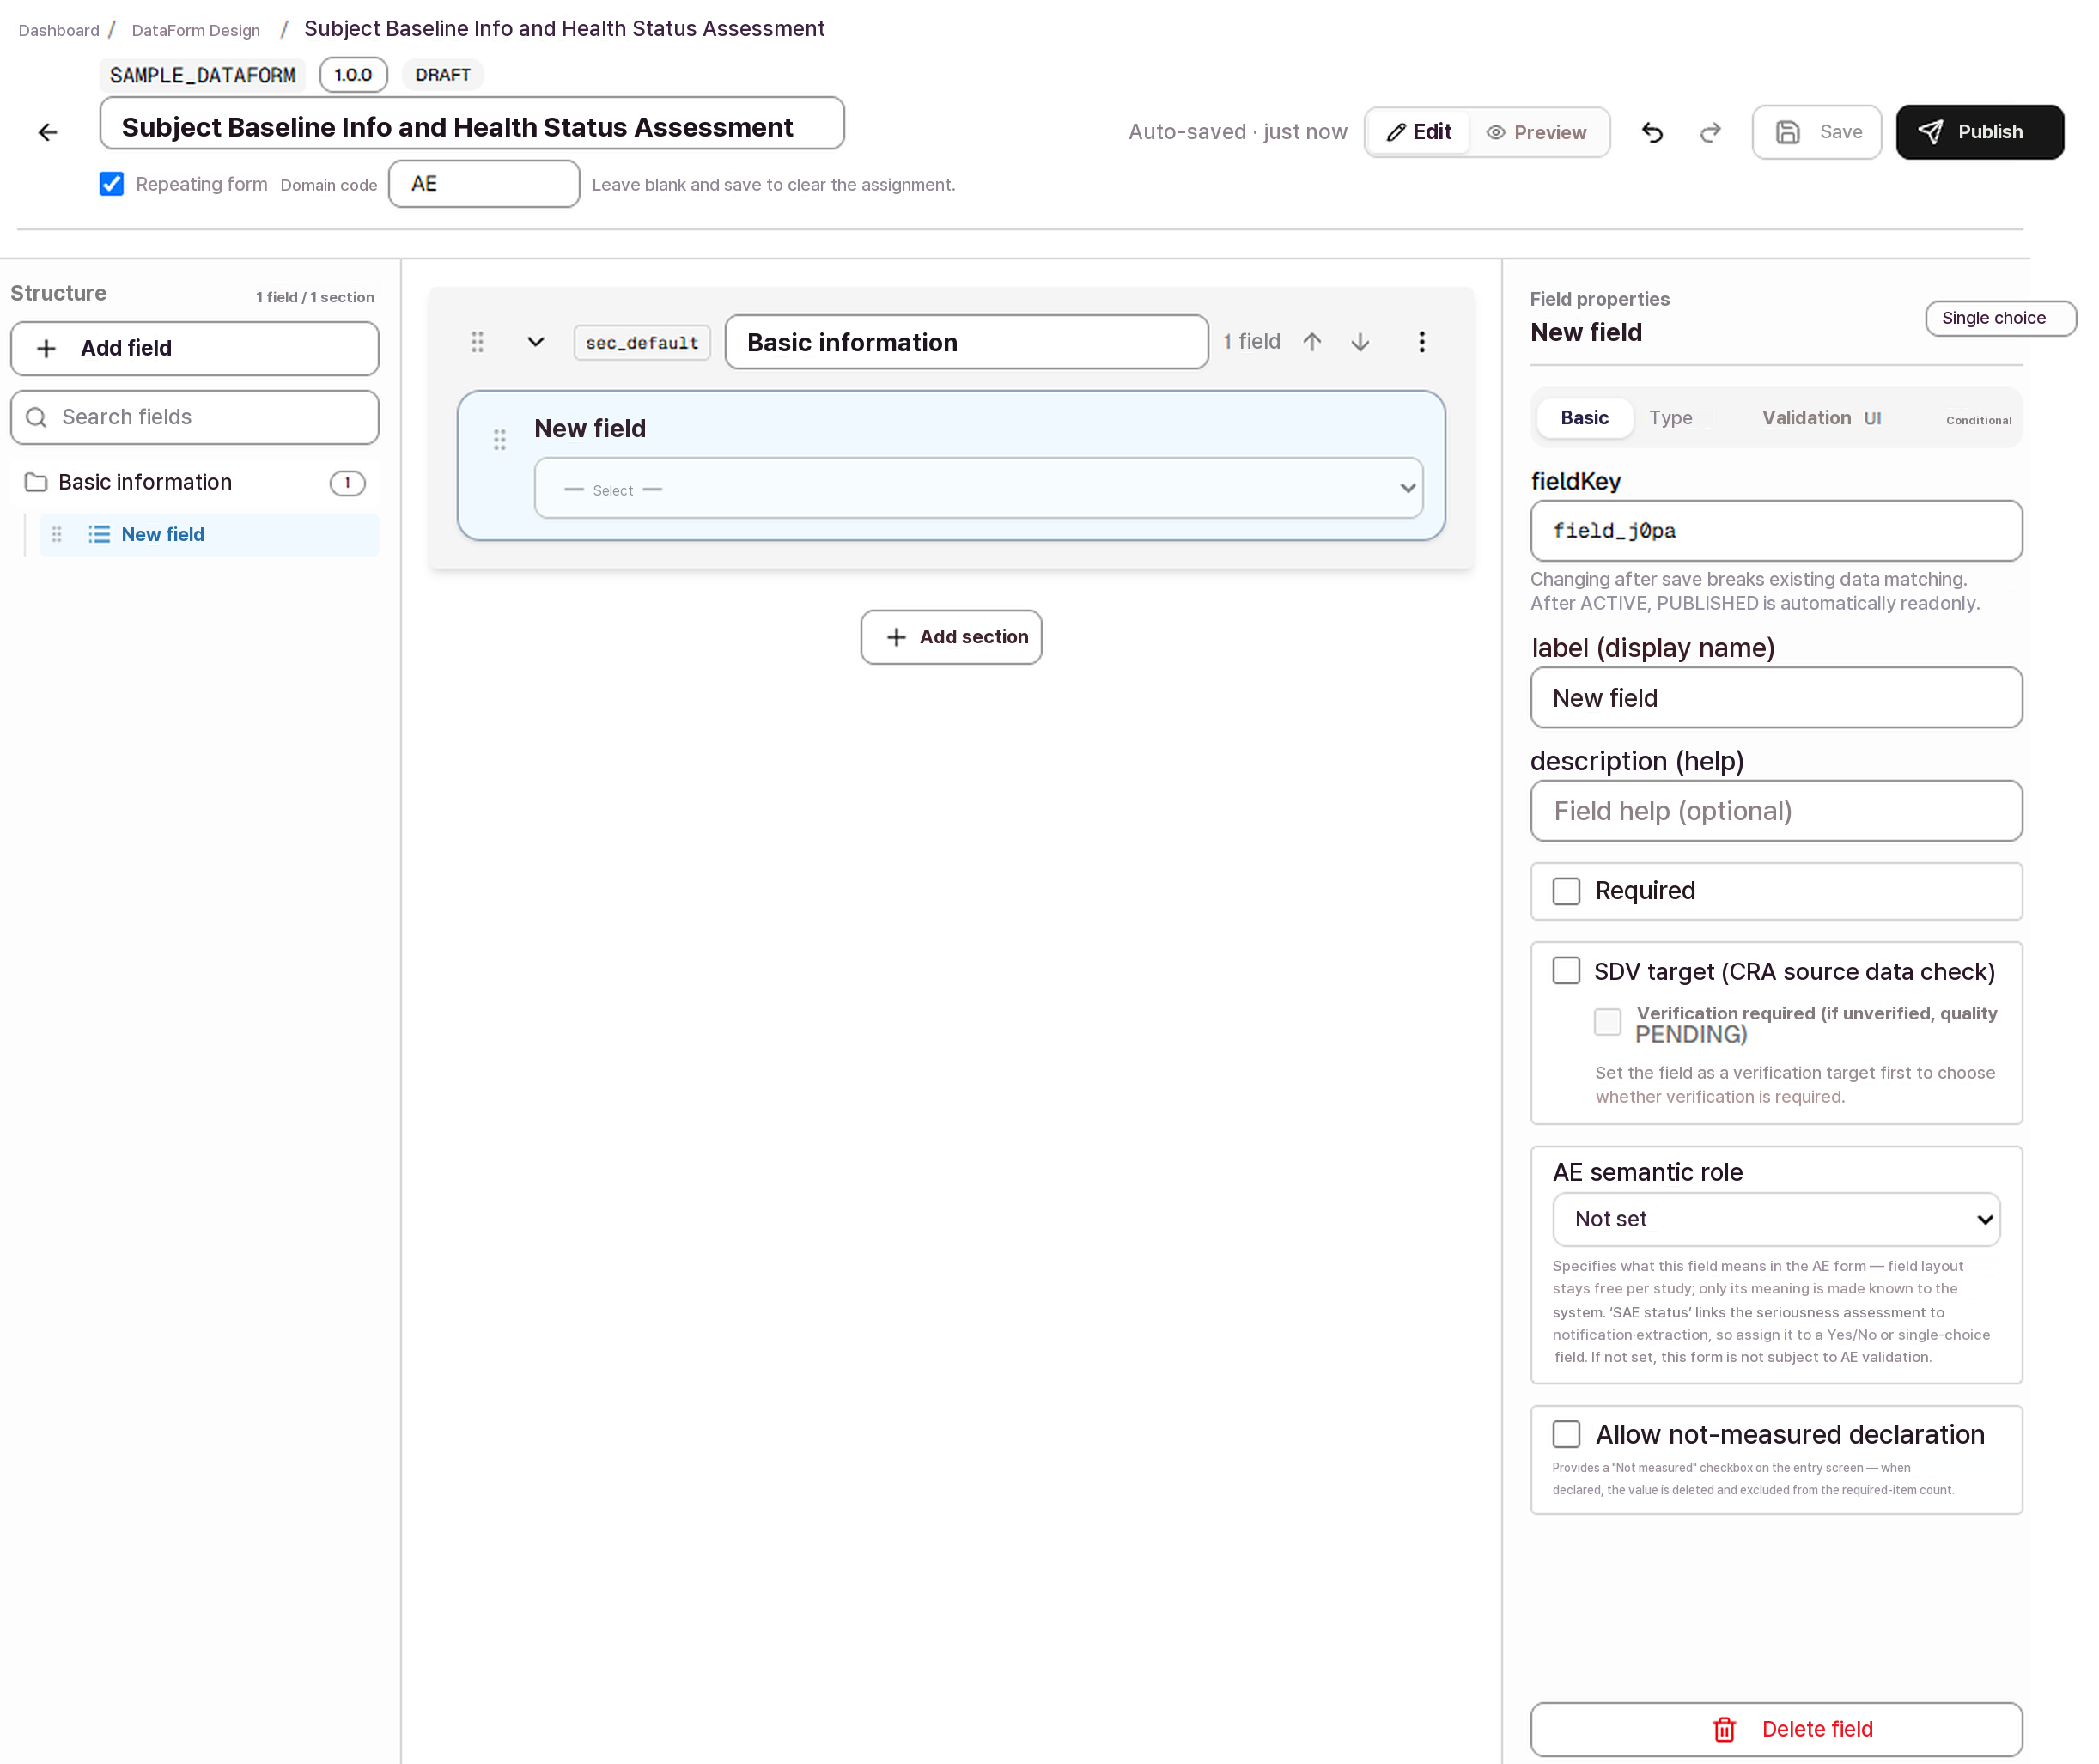 Dashboard / DataForm Design / Subject Baseline Info and Health Status Assessment
SAMPLE_DATAFORM 1.0.0 DRAFT
Subject Baseline Info and Health Status Assessment
Auto-saved · just now Edit Preview Save Publish
Repeating form Domain code AE Leave blank and save to clear the assignment.
Structure 1 field / 1 section
Add field
Search fields
Basic information 1
New field
sec_default Basic information 1 field
New field
— Select —
Add section
Field properties
New field
Single choice
Basic Type Validation UI Conditional
fieldKey
field_j0pa
Changing after save breaks existing data matching.
After ACTIVE, PUBLISHED is automatically readonly.
label (display name)
New field
description (help)
Field help (optional)
Required
SDV target (CRA source data check)
Verification required (if unverified, quality
PENDING)
Set the field as a verification target first to choose
whether verification is required.
AE semantic role
Not set
Specifies what this field means in the AE form — field layout
stays free per study; only its meaning is made known to the
system. ‘SAE status’ links the seriousness assessment to
notification·extraction, so assign it to a Yes/No or single-choice
field. If not set, this form is not subject to AE validation.
Allow not-measured declaration
Provides a "Not measured" checkbox on the entry screen — when
declared, the value is deleted and excluded from the required-item count.
Delete field